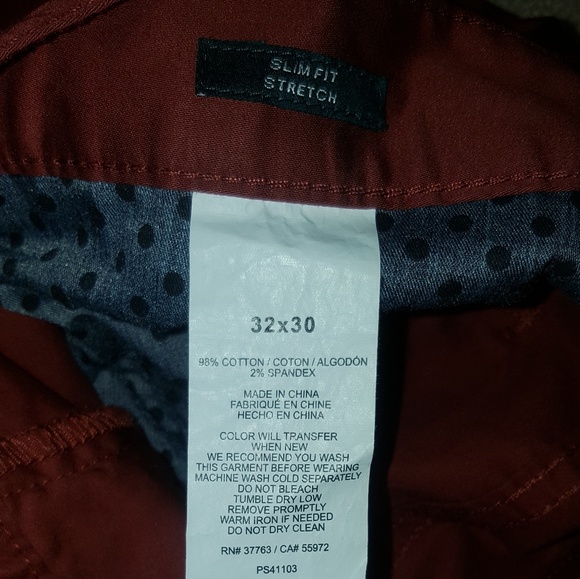 SLIM FIT
STRETCH
32x30
98% COTTON / COTON / ALGODÓN
2% SPANDEX
MADE IN CHINA
FABRIQUÉ EN CHINE
HECHO EN CHINA
COLOR WILL TRANSFER
WHEN NEW
WE RECOMMEND YOU WASH
THIS GARMENT BEFORE WEARING
MACHINE WASH COLD SEPARATELY
DO NOT BLEACH
TUMBLE DRY LOW
REMOVE PROMPTLY
WARM IRON IF NEEDED
DO NOT DRY CLEAN
RN# 37763 / CA# 55972
PS41103